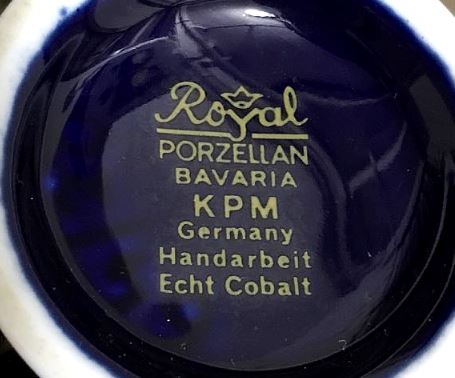 Royal
PORZELLAN
BAVARIA
KPM
Germany
Handarbeit
Echt Cobalt